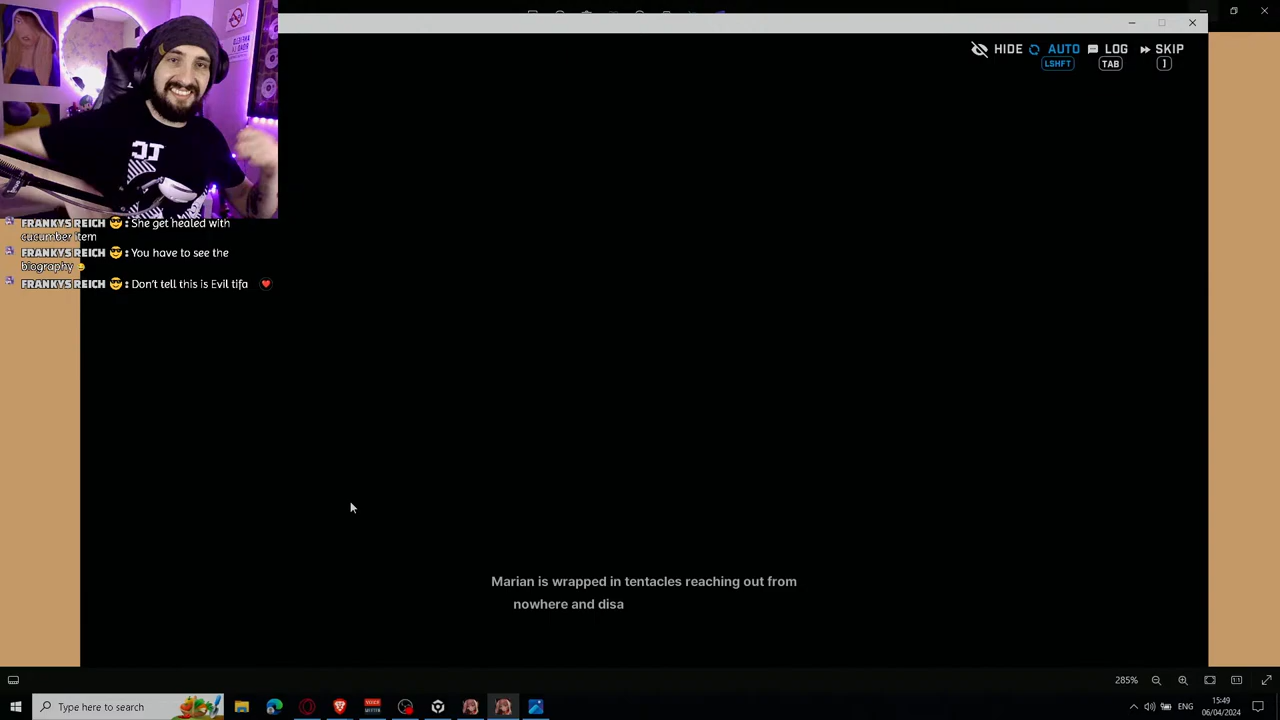 HIDE
AUTO
LOG
SKIP
LSHFT
TAB
]
FRANKYS REICH 😎 : She get healed with
cucumber item
FRANKYS REICH 😎 : You have to see the
biography
FRANKYS REICH 😎 : Don't tell this is Evil tifa
Marian is wrapped in tentacles reaching out from
nowhere and disa
285%
Type here to search
ENG
15:49
06/04/2024